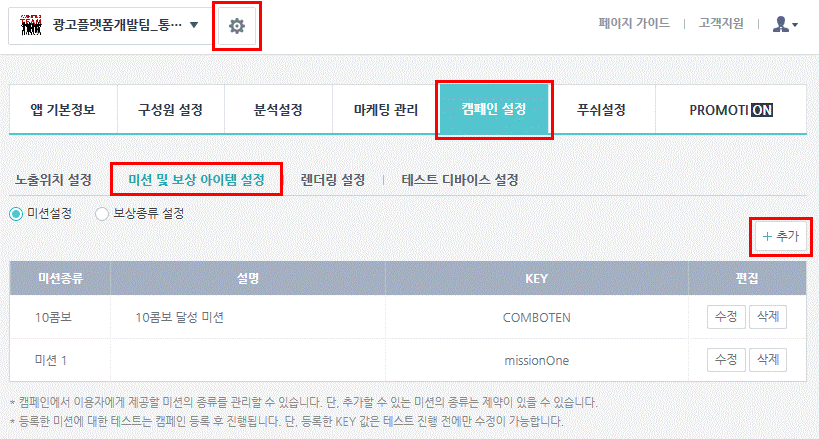 광고플랫폼개발팀_통… 페이지 가이드 고객지원
앱 기본정보 구성원 설정 분석설정 마케팅 관리 캠페인 설정 푸쉬설정 PROMOTION
노출위치 설정 미션 및 보상 아이템 설정 렌더링 설정 테스트 디바이스 설정
미션설정 보상종류 설정
+ 추가
미션종류 설명 KEY 편집
10콤보 10콤보 달성 미션 COMBOTEN 수정 삭제
미션 1 missionOne 수정 삭제
* 캠페인에서 이용자에게 제공할 미션의 종류를 관리할 수 있습니다. 단, 추가할 수 있는 미션의 종류는 제약이 있을 수 있습니다.
* 등록한 미션에 대한 테스트는 캠페인 등록 후 진행됩니다. 단, 등록한 KEY 값은 테스트 진행 전에만 수정이 가능합니다.